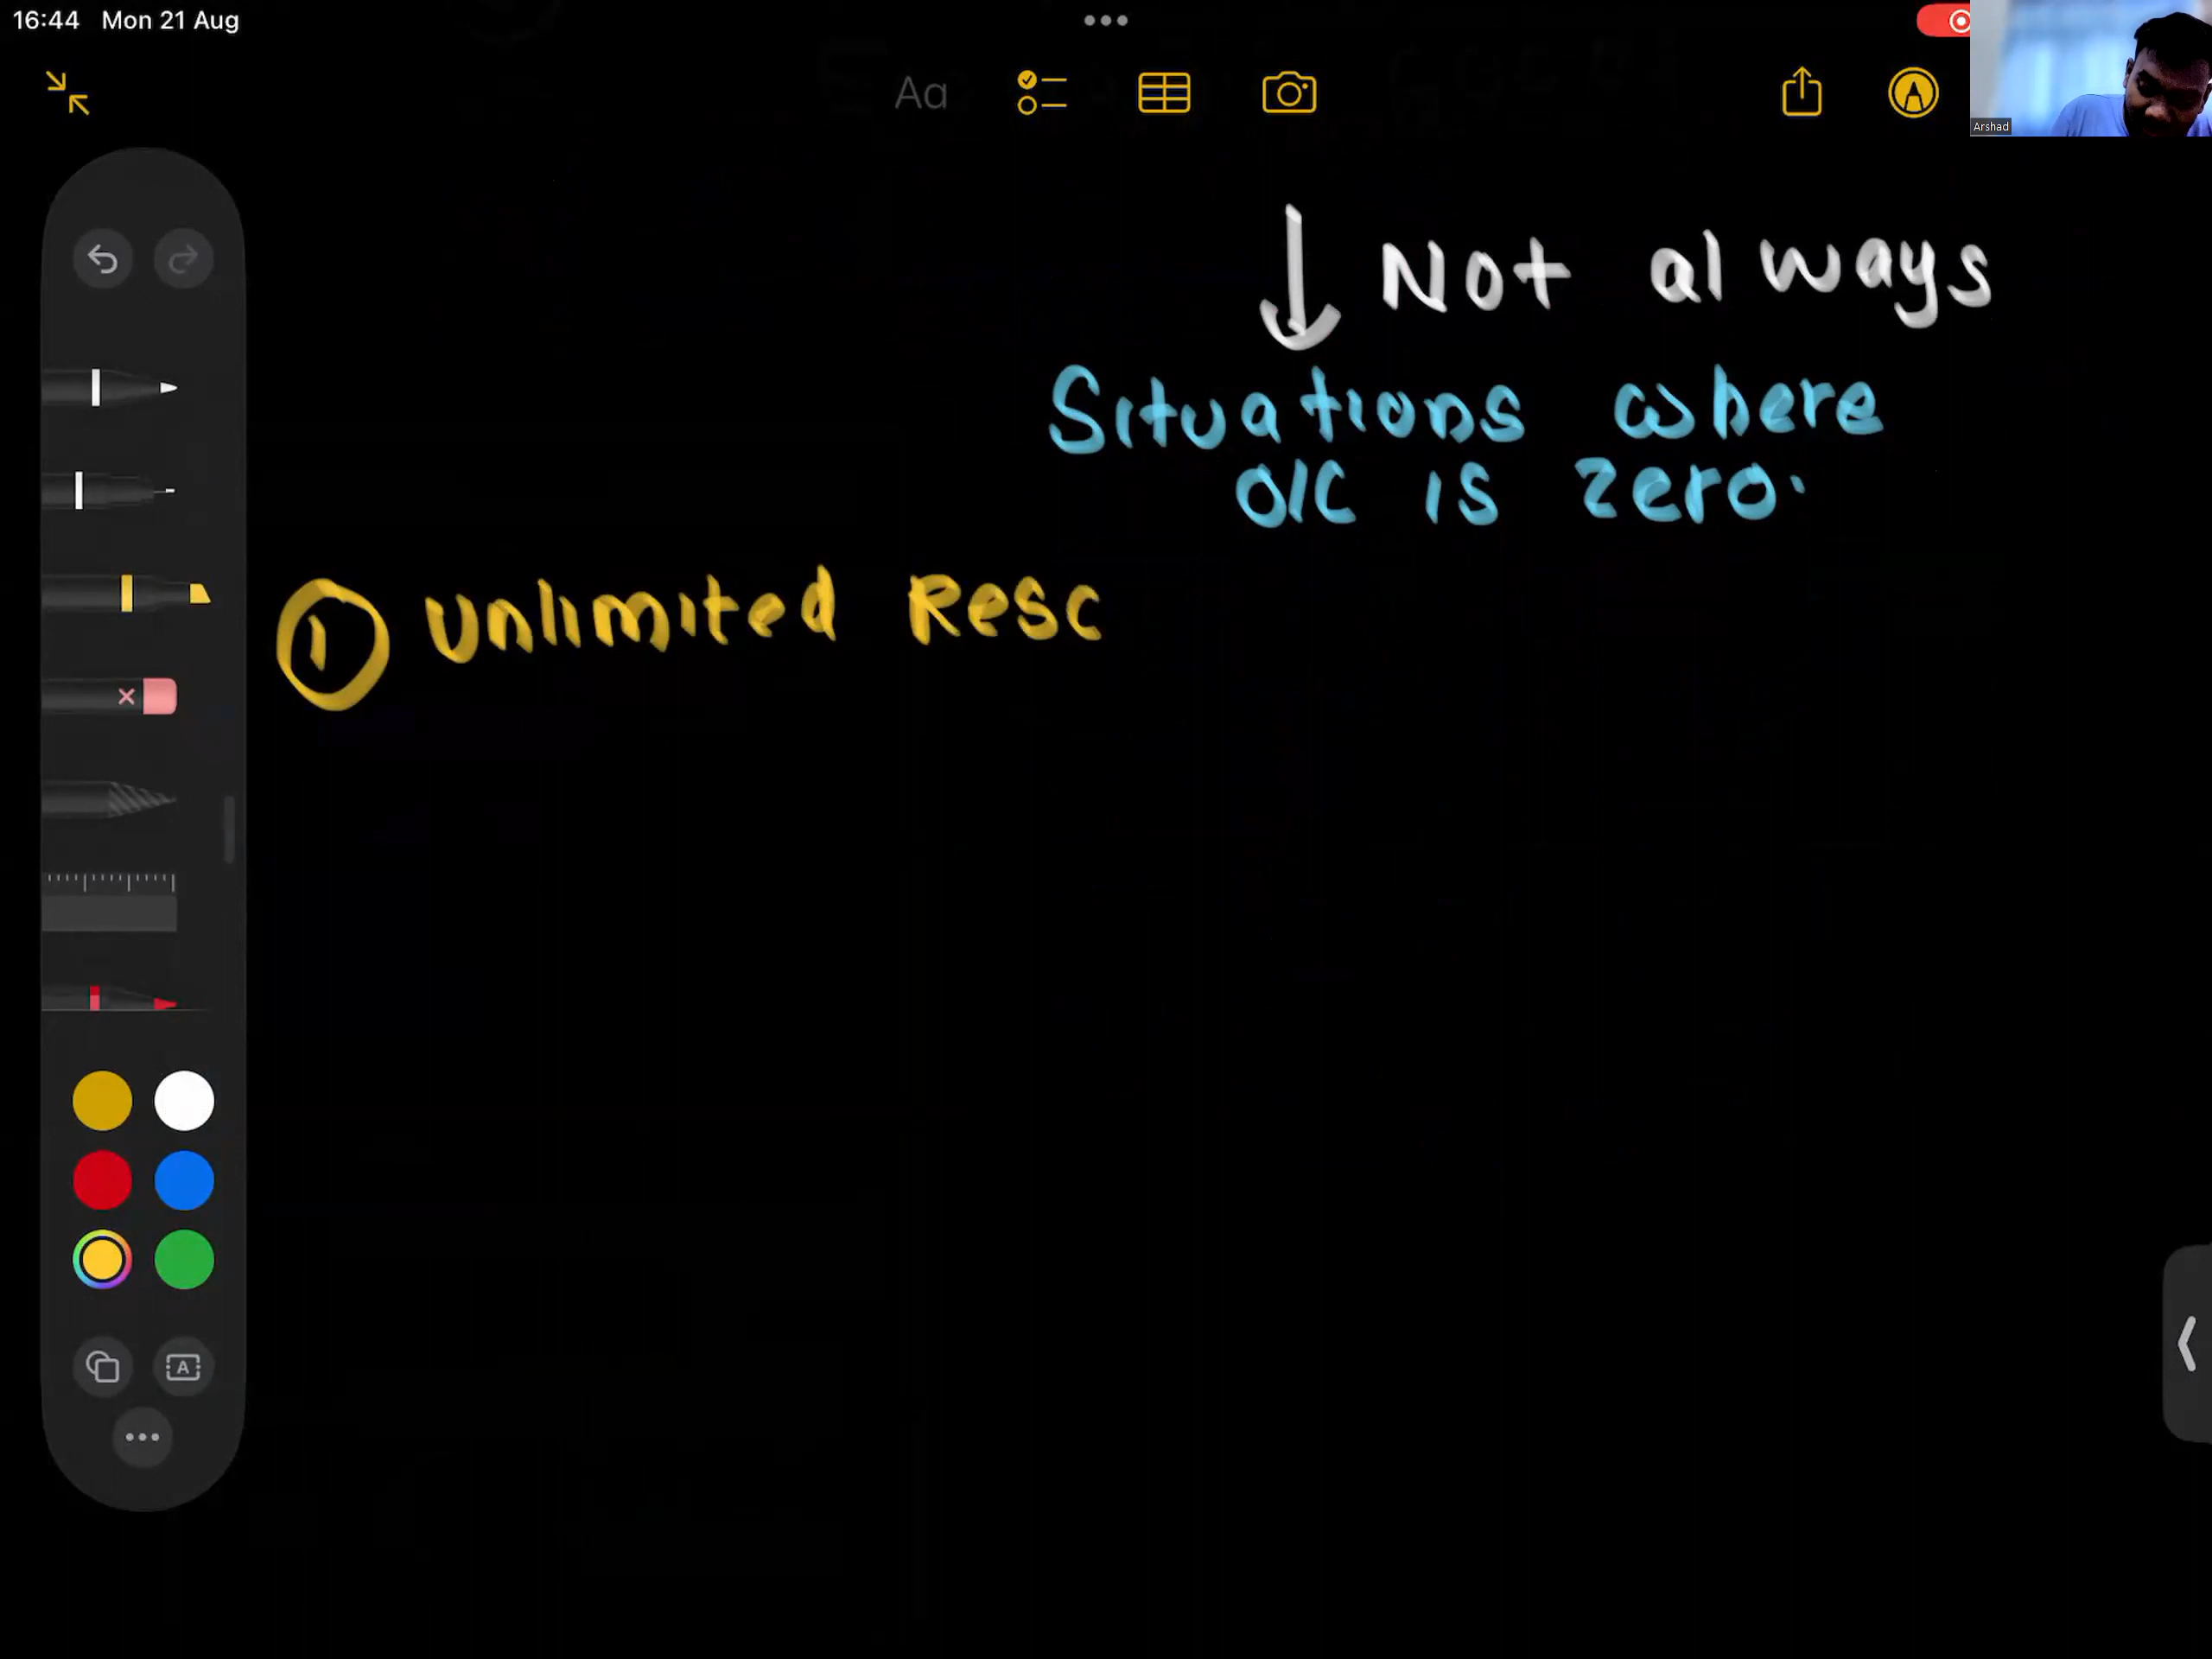 16:44 Mon 21 Aug
Aa
Arshad
Not always
Situations where
O/C is zero.
① Unlimited Resc
A